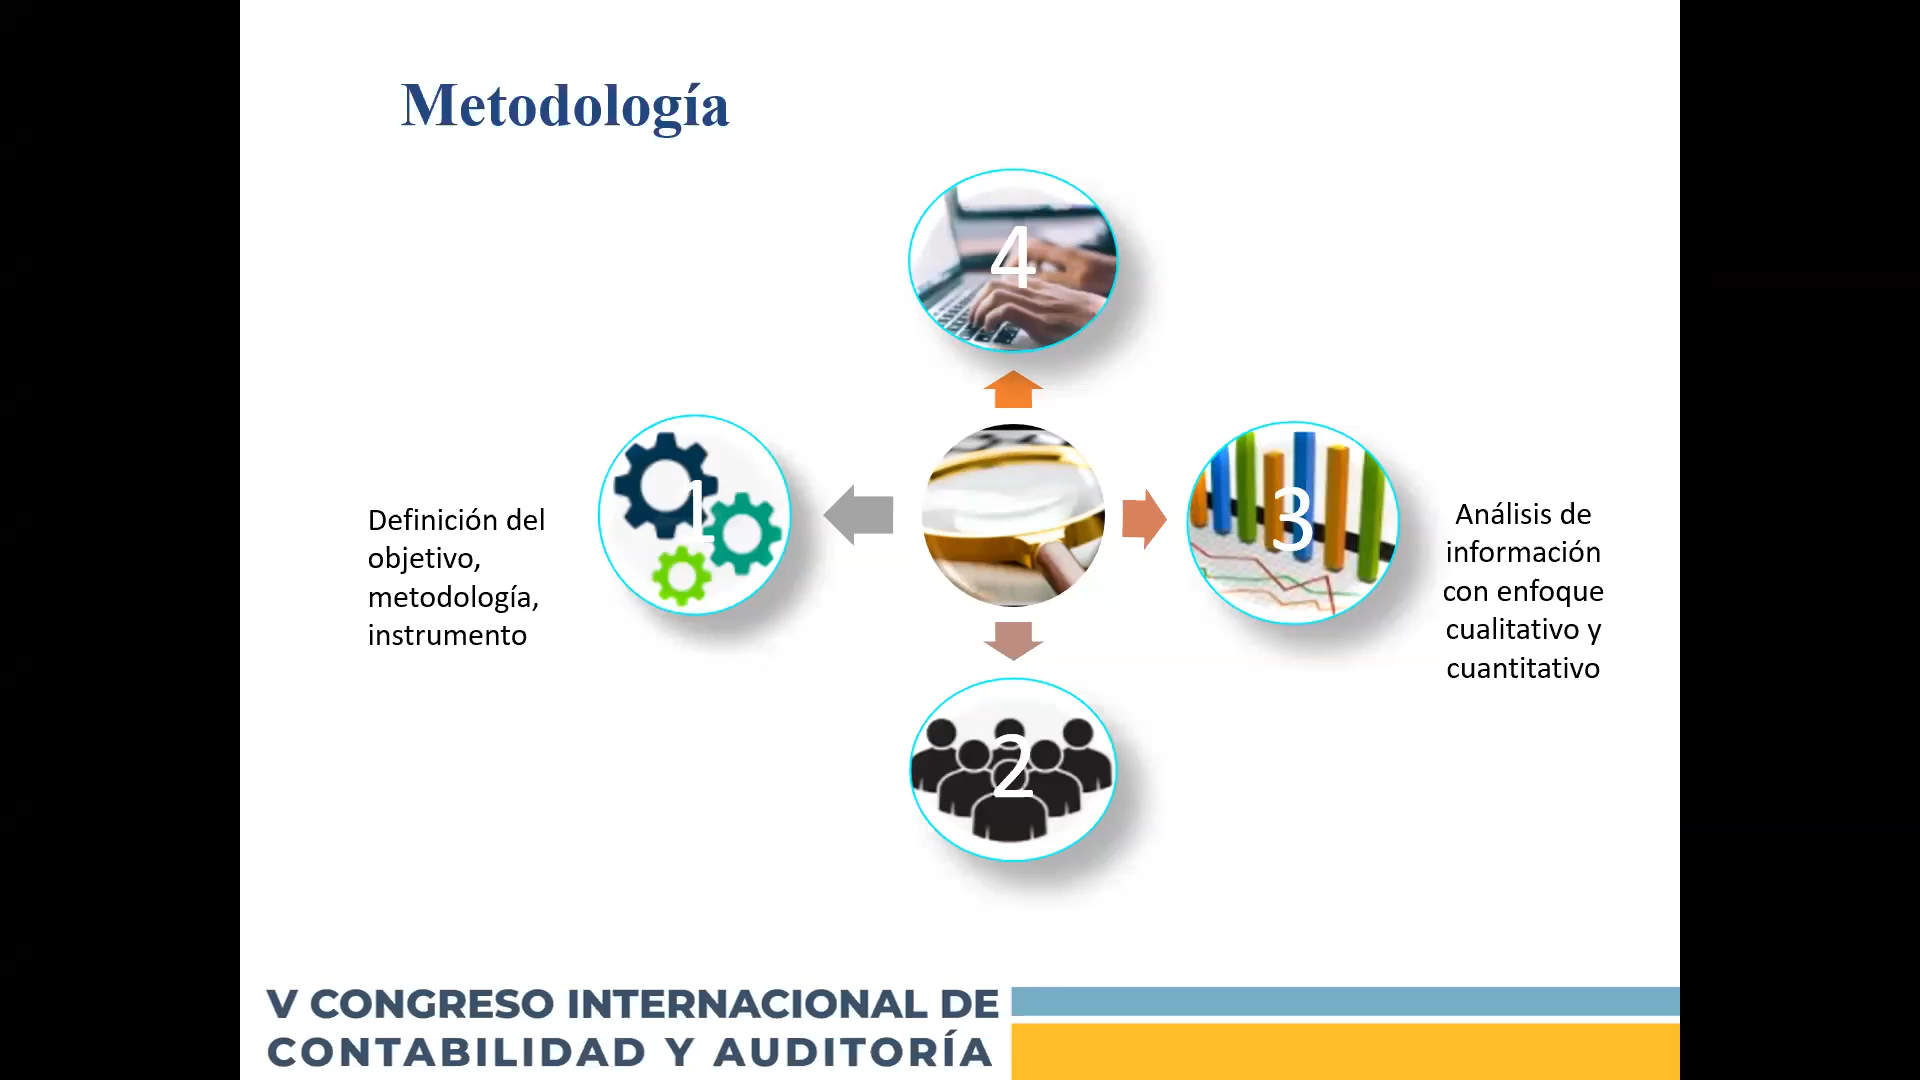 Metodología
4
1
Definición del
objetivo,
metodología,
instrumento
3
Análisis de
información
con enfoque
cualitativo y
cuantitativo
2
V CONGRESO INTERNACIONAL DE
CONTABILIDAD Y AUDITORÍA